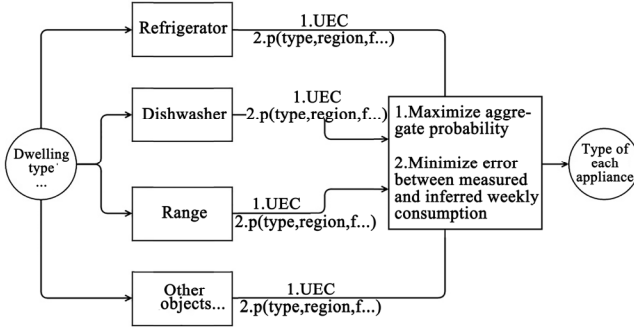 Refrigerator
1.UEC
2.p(type,region,f...)
Dishwasher
1.UEC
2.p(type,region,f...)
Dwelling
type
...
Range
1.UEC
2.p(type,region,f...)
Other
objects...
1.UEC
2.p(type,region,f...)
1.Maximize aggre-
gate probability
2.Minimize error
between measured
and inferred weekly
consumption
Type of
each
appliance